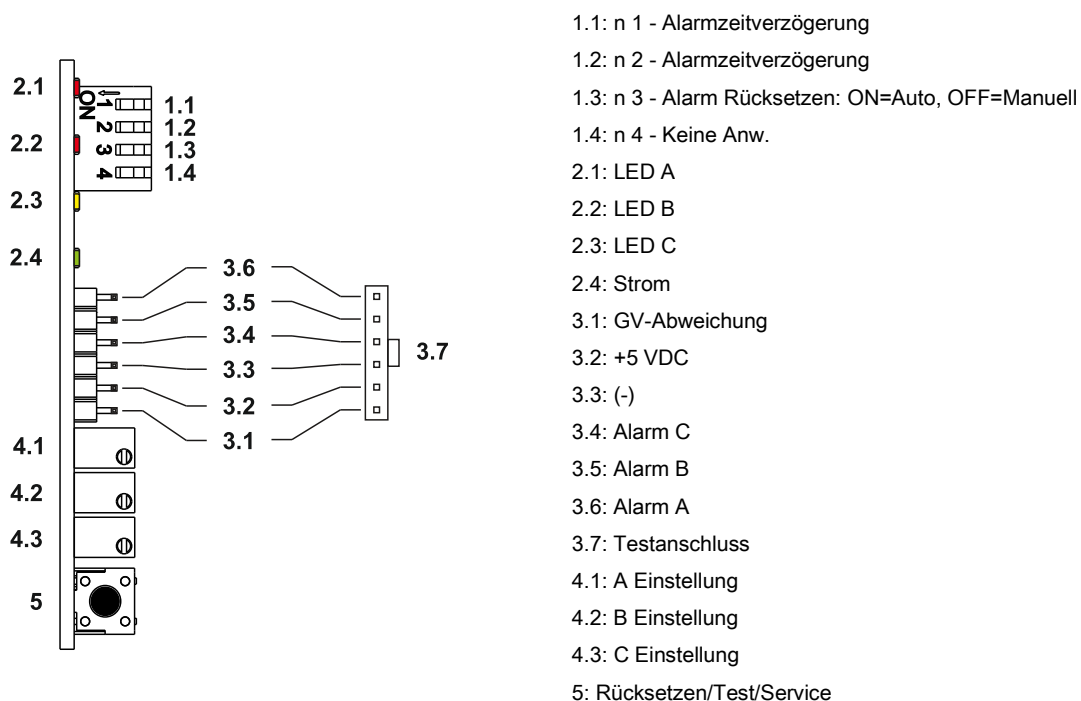 2.1
2.2
2.3
2.4
ON
1
2
3
4
1.1
1.2
1.3
1.4
3.6
3.5
3.4
3.3
3.2
3.1
3.7
4.1
4.2
4.3
5
1.1: n 1 - Alarmzeitverzögerung
1.2: n 2 - Alarmzeitverzögerung
1.3: n 3 - Alarm Rücksetzen: ON=Auto, OFF=Manuell
1.4: n 4 - Keine Anw.
2.1: LED A
2.2: LED B
2.3: LED C
2.4: Strom
3.1: GV-Abweichung
3.2: +5 VDC
3.3: (-)
3.4: Alarm C
3.5: Alarm B
3.6: Alarm A
3.7: Testanschluss
4.1: A Einstellung
4.2: B Einstellung
4.3: C Einstellung
5: Rücksetzen/Test/Service